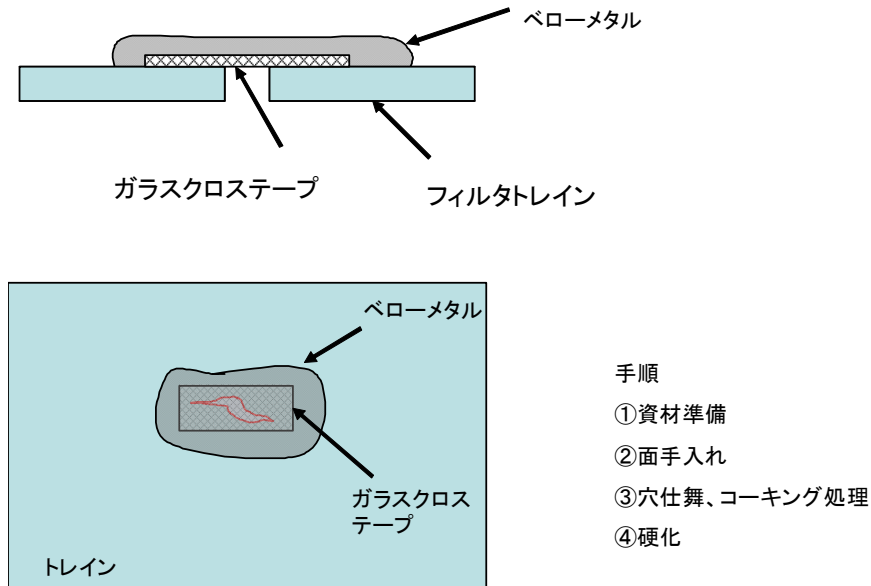 ベローメタル
ガラスクロステープ
フィルタトレイン
ベローメタル
ガラスクロス
テープ
トレイン
手順
①資材準備
②面手入れ
③穴仕舞、コーキング処理
④硬化